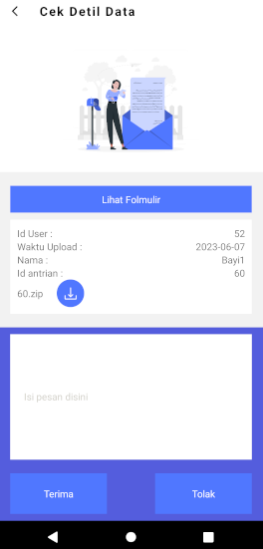 Cek Detil Data
Lihat Folmulir
Id User : 52
Waktu Upload : 2023-06-07
Nama : Bayi1
Id antrian : 60
60.zip
Isi pesan disini
Terima Tolak